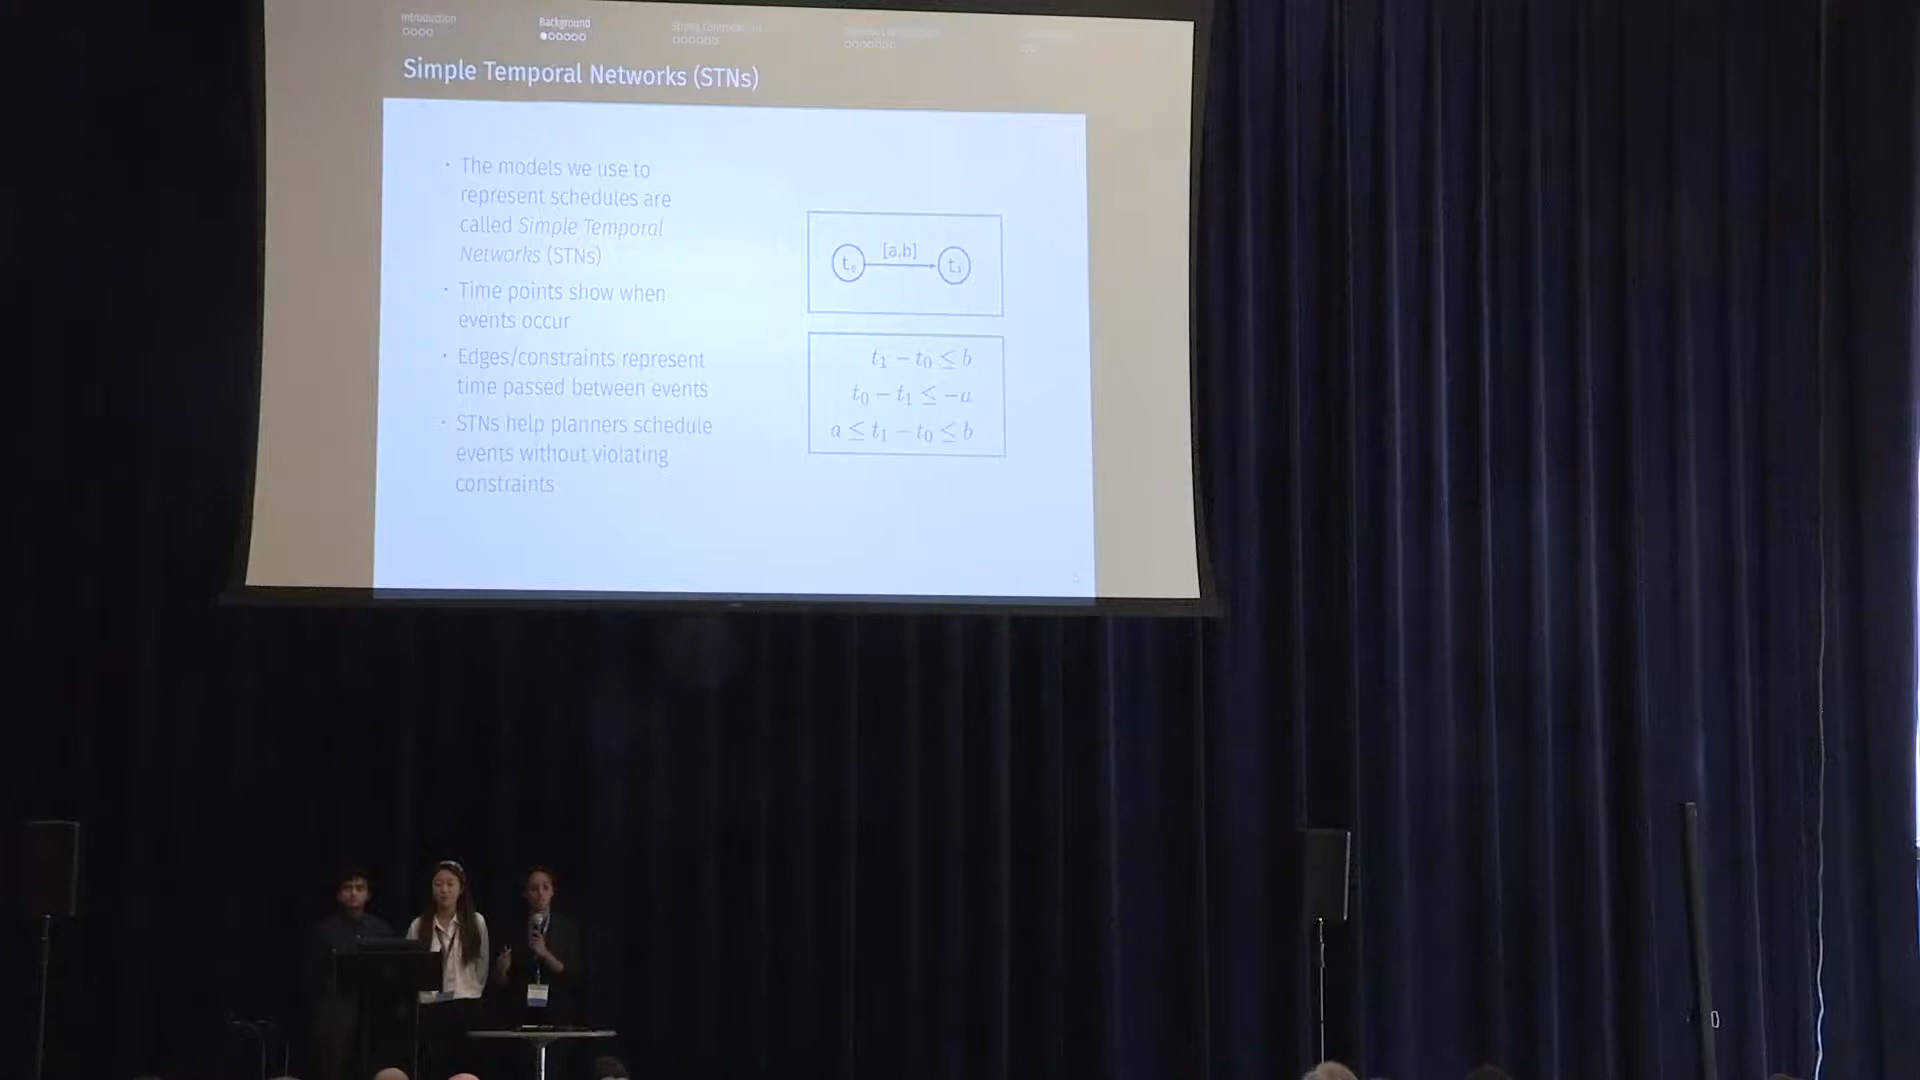 Introduction
Background
Simple Temporal Networks (STNs)
· The models we use to
represent schedules are
called Simple Temporal
Networks (STNs)
· Time points show when
events occur
· Edges/constraints represent
time passed between events
· STNs help planners schedule
events without violating
constraints
t₀ [a,b] t₁
t₁ − t₀ ≤ b
t₀ − t₁ ≤ −a
a ≤ t₁ − t₀ ≤ b